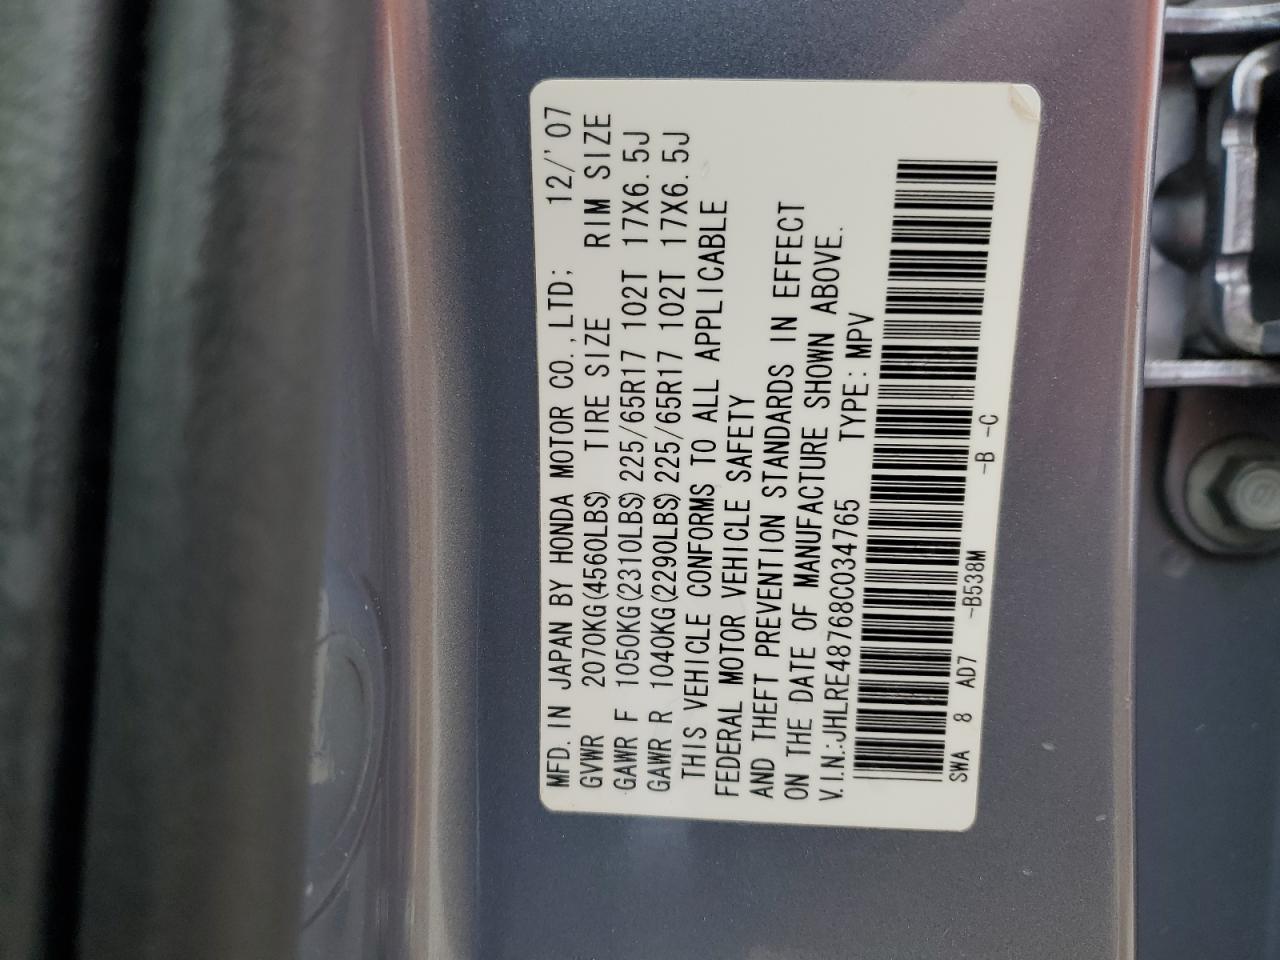 MFD. IN JAPAN BY HONDA MOTOR CO., LTD; 12/'07
GVWR 2070KG(4560LBS) TIRE SIZE RIM SIZE
GAWR F 1050KG(2310LBS) 225/65R17 102T 17X6.5J
GAWR R 1040KG(2290LBS) 225/65R17 102T 17X6.5J
THIS VEHICLE CONFORMS TO ALL APPLICABLE
FEDERAL MOTOR VEHICLE SAFETY
AND THEFT PREVENTION STANDARDS IN EFFECT
ON THE DATE OF MANUFACTURE SHOWN ABOVE.
V.I.N.:JHLRE48768C034765 TYPE:MPV
SWA 8 AD7 -B538M -B -C